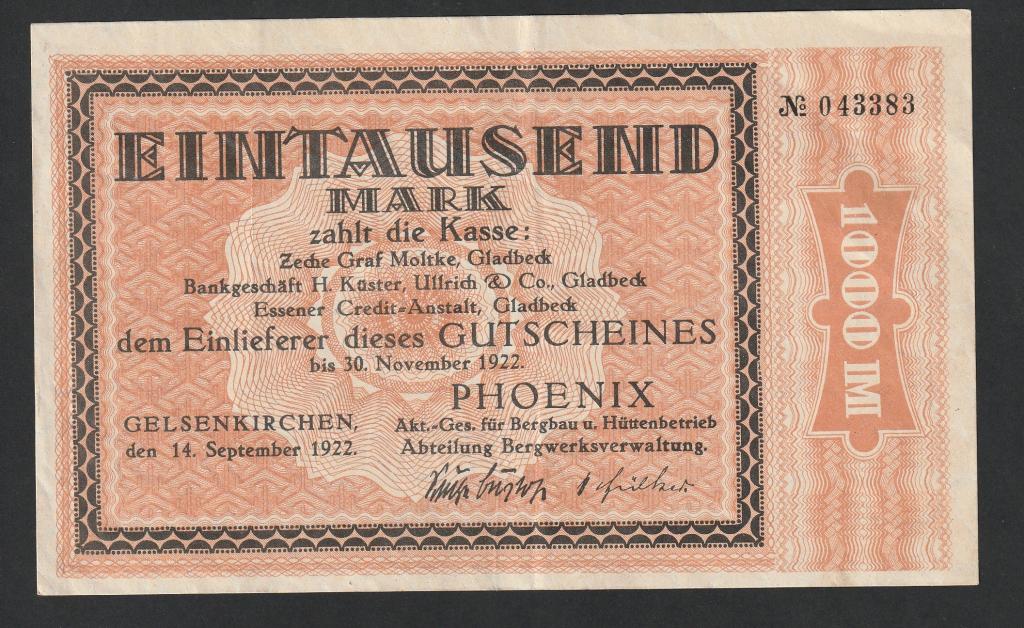 EINTAUSEND
MARK
zahlt die Kasse:
Zeche Graf Moltke, Gladbeck
Bankgeschäft H. Küster, Ullrich & Co., Gladbeck
Essener Credit-Anstalt, Gladbeck
dem Einlieferer dieses GUTSCHEINES
bis 30. November 1922.
PHOENIX
GELSENKIRCHEN,
den 14. September 1922.
Akt.-Ges. für Bergbau u. Hüttenbetrieb
Abteilung Bergwerksverwaltung.
№ 043383
1000 M